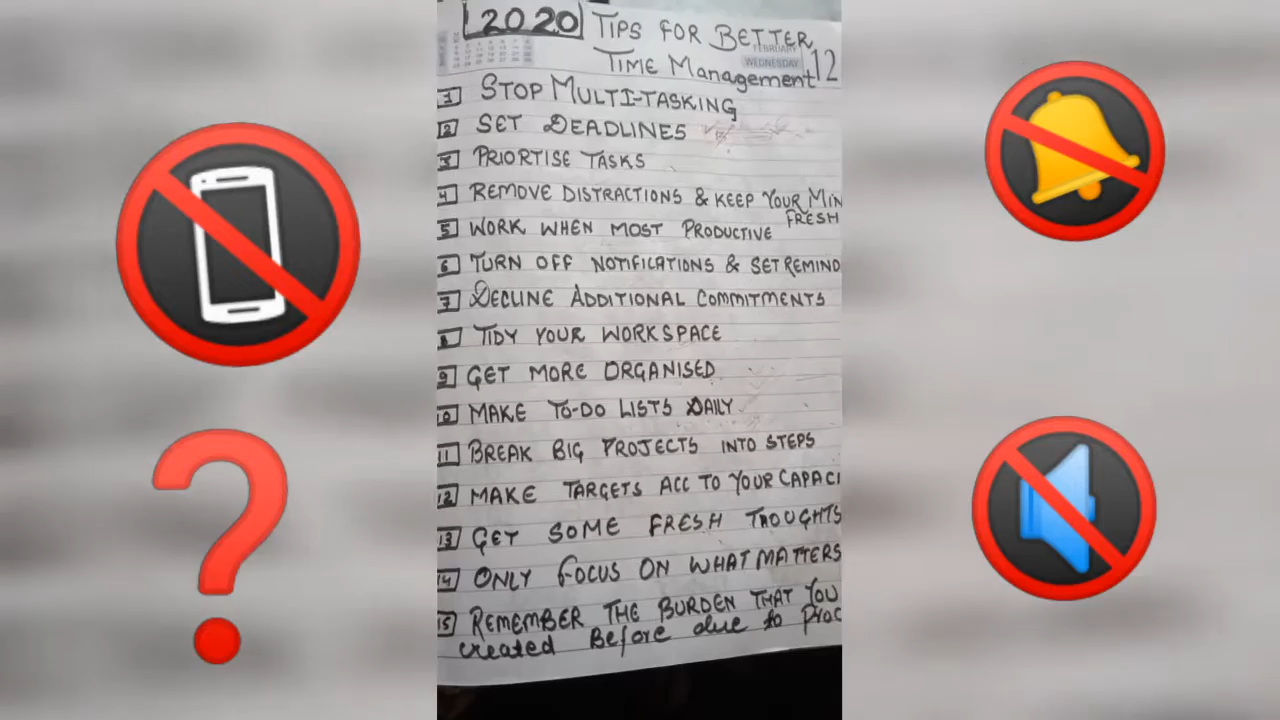 2020 TIPS FOR BETTER
FEBRUARY
TIME MANAGEMENT
WEDNESDAY 12
1 STOP MULTI-TASKING
2 SET DEADLINES
3 PRIORTISE TASKS
4 REMOVE DISTRACTIONS & KEEP YOUR MIN
FRESH
5 WORK WHEN MOST PRODUCTIVE
6 TURN OFF NOTIFICATIONS & SET REMIND
7 DECLINE ADDITIONAL COMMITMENTS
8 TIDY YOUR WORKSPACE
9 GET MORE ORGANISED
10 MAKE TO-DO LISTS DAILY
11 BREAK BIG PROJECTS INTO STEPS
12 MAKE TARGETS ACC TO YOUR CAPACI
13 GET SOME FRESH THOUGHTS
14 ONLY FOCUS ON WHAT MATTERS
15 REMEMBER THE BURDEN THAT YOU
created Before due to Proc